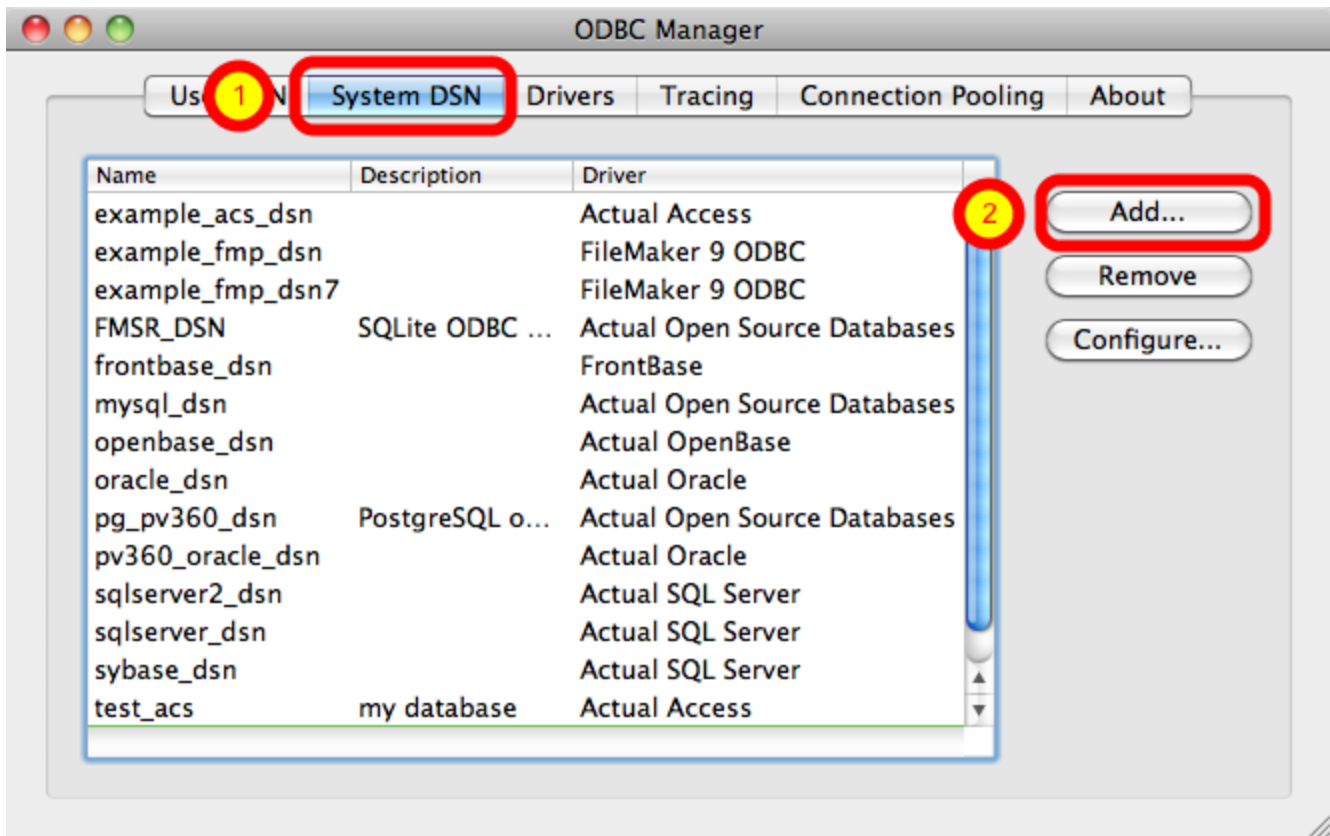 ODBC Manager
1 System DSN Drivers Tracing Connection Pooling About
Name Description Driver
example_acs_dsn Actual Access
2 Add...
example_fmp_dsn FileMaker 9 ODBC
example_fmp_dsn7 FileMaker 9 ODBC
Remove
FMSR_DSN SQLite ODBC ... Actual Open Source Databases
Configure...
frontbase_dsn FrontBase
mysql_dsn Actual Open Source Databases
openbase_dsn Actual OpenBase
oracle_dsn Actual Oracle
pg_pv360_dsn PostgreSQL o... Actual Open Source Databases
pv360_oracle_dsn Actual Oracle
sqlserver2_dsn Actual SQL Server
sqlserver_dsn Actual SQL Server
sybase_dsn Actual SQL Server
test_acs my database Actual Access